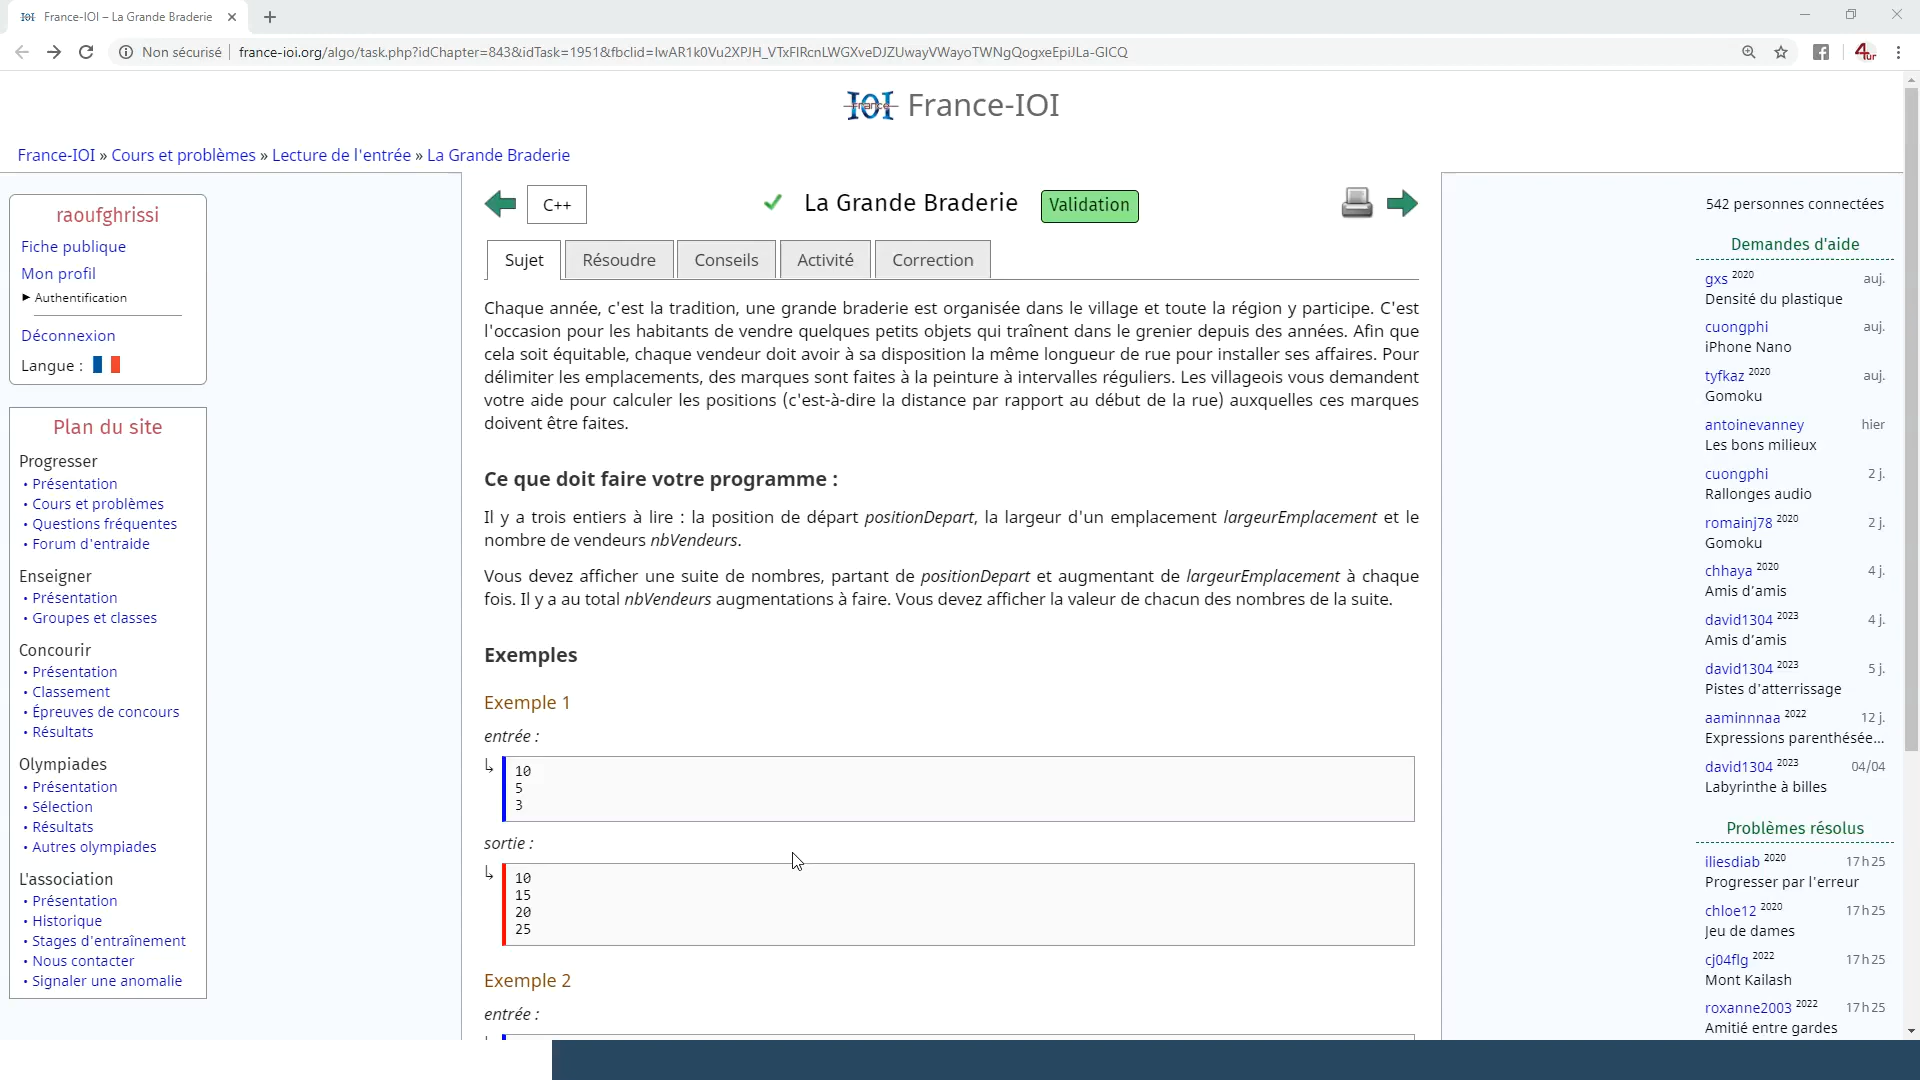 France-IOI – La Grande Braderie
Non sécurisé
france-ioi.org/algo/task.php?idChapter=843&idTask=1951&fbclid=IwAR1k0Vu2XPJH_VTxFlRcnLWGXveDJZUwayVWayoTWNgQogxeEpiJLa-GlCQ
France-IOI
France-IOI » Cours et problèmes » Lecture de l'entrée » La Grande Braderie
raoufghrissi
Fiche publique
Mon profil
► Authentification
Déconnexion
Langue :
Plan du site
Progresser
• Présentation
• Cours et problèmes
• Questions fréquentes
• Forum d'entraide
Enseigner
• Présentation
• Groupes et classes
Concourir
• Présentation
• Classement
• Épreuves de concours
• Résultats
Olympiades
• Présentation
• Sélection
• Résultats
• Autres olympiades
L'association
• Présentation
• Historique
• Stages d'entraînement
• Nous contacter
• Signaler une anomalie
C++
La Grande Braderie
Validation
Sujet
Résoudre
Conseils
Activité
Correction
Chaque année, c'est la tradition, une grande braderie est organisée dans le village et toute la région y participe. C'est
l'occasion pour les habitants de vendre quelques petits objets qui traînent dans le grenier depuis des années. Afin que
cela soit équitable, chaque vendeur doit avoir à sa disposition la même longueur de rue pour installer ses affaires. Pour
délimiter les emplacements, des marques sont faites à la peinture à intervalles réguliers. Les villageois vous demandent
votre aide pour calculer les positions (c'est-à-dire la distance par rapport au début de la rue) auxquelles ces marques
doivent être faites.
Ce que doit faire votre programme :
Il y a trois entiers à lire : la position de départ positionDepart, la largeur d'un emplacement largeurEmplacement et le
nombre de vendeurs nbVendeurs.
Vous devez afficher une suite de nombres, partant de positionDepart et augmentant de largeurEmplacement à chaque
fois. Il y a au total nbVendeurs augmentations à faire. Vous devez afficher la valeur de chacun des nombres de la suite.
Exemples
Exemple 1
entrée :
10
5
3
sortie :
10
15
20
25
Exemple 2
entrée :
542 personnes connectées
Demandes d'aide
gxs 2020 auj.
Densité du plastique
cuongphi auj.
iPhone Nano
tyfkaz 2020 auj.
Gomoku
antoinevanney hier
Les bons milieux
cuongphi 2 j.
Rallonges audio
romainj78 2020 2 j.
Gomoku
chhaya 2020 4 j.
Amis d'amis
david1304 2023 4 j.
Amis d'amis
david1304 2023 5 j.
Pistes d'atterrissage
aaminnnaa 2022 12 j.
Expressions parenthésée...
david1304 2023 04/04
Labyrinthe à billes
Problèmes résolus
iliesdiab 2020 17h25
Progresser par l'erreur
chloe12 2020 17h25
Jeu de dames
cj04flg 2022 17h25
Mont Kailash
roxanne2003 2022 17h25
Amitié entre gardes